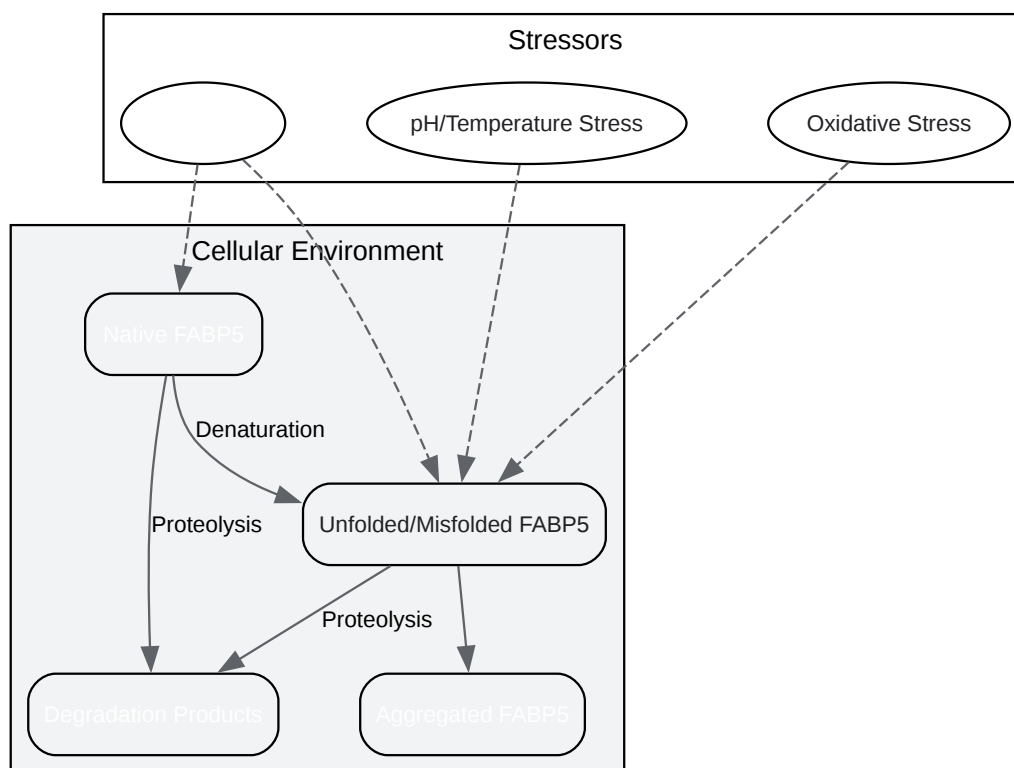 Stressors
pH/Temperature Stress
Oxidative Stress
Cellular Environment
Native FABP5
Denaturation
Unfolded/Misfolded FABP5
Proteolysis
Proteolysis
Degradation Products
Aggregated FABP5